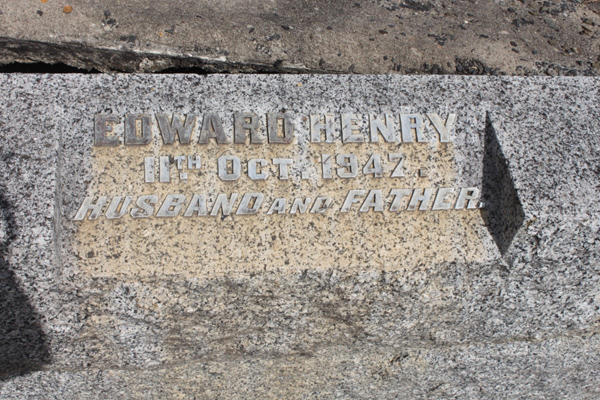 EDWARD HENRY
11TH OCT. 1947.
HUSBAND AND FATHER.